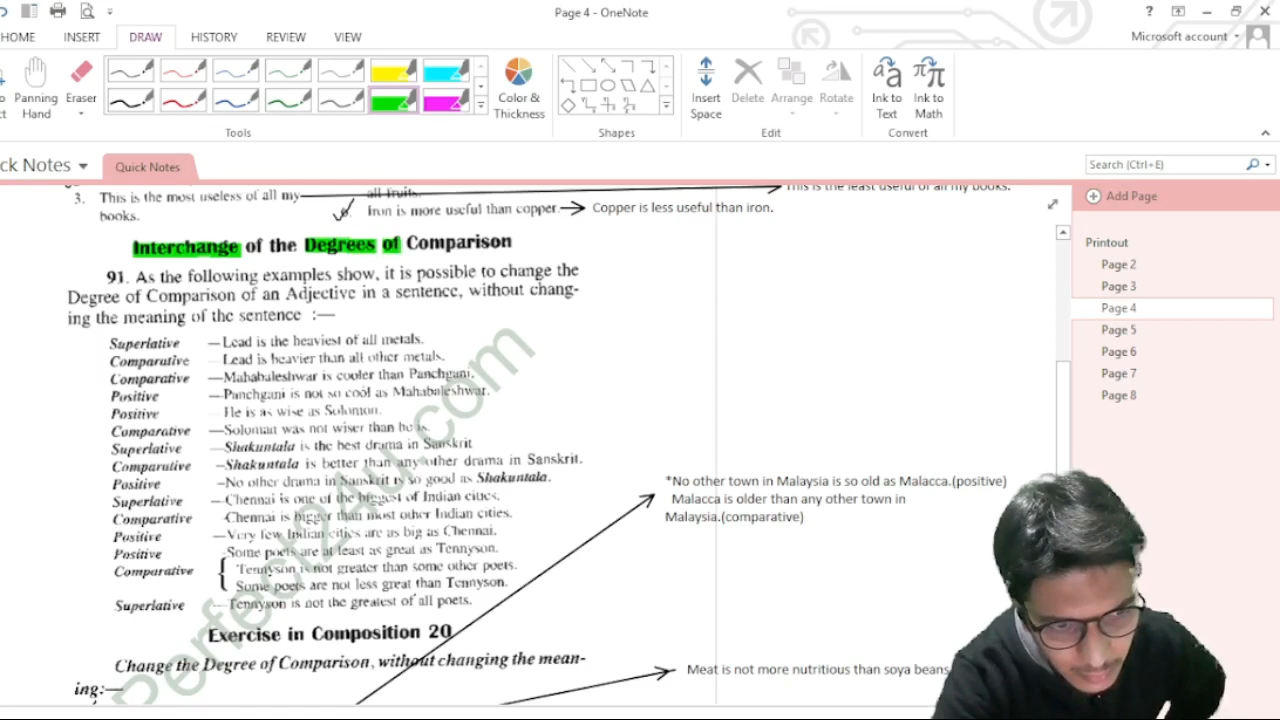 Page 4 - OneNote
HOME INSERT DRAW HISTORY REVIEW VIEW
Microsoft account
Panning Hand
Eraser
Color & Thickness
Insert Space
Delete
Arrange
Rotate
Ink to Text
Ink to Math
Tools
Shapes
Edit
Convert
ck Notes
Quick Notes
Search (Ctrl+E)
Add Page
Printout
Page 2
Page 3
Page 4
Page 5
Page 6
Page 7
Page 8
3. This is the most useless of all my
books.
all fruits.
This is the least useful of all my books.
Iron is more useful than copper.
Copper is less useful than iron.
Interchange of the Degrees of Comparison
91. As the following examples show, it is possible to change the
Degree of Comparison of an Adjective in a sentence, without chang-
ing the meaning of the sentence :—
Superlative —Lead is the heaviest of all metals.
Comparative Lead is heavier than all other metals.
Comparative —Mahabaleshwar is cooler than Panchgani.
Positive —Panchgani is not so cool as Mahabaleshwar.
Positive He is as wise as Solomon.
Comparative —Soloman was not wiser than he is.
Superlative —Shakuntala is the best drama in Sanskrit
Comparative —Shakuntala is better than any other drama in Sanskrit.
Positive —No other drama in Sanskrit is so good as Shakuntala.
Superlative —Chennai is one of the biggest of Indian cities.
Comparative Chennai is bigger than most other Indian cities.
Positive —Very few Indian cities are as big as Chennai.
Positive Some poets are at least as great as Tennyson.
Comparative { Tennyson is not greater than some other poets.
Some poets are not less great than Tennyson.
Superlative — Tennyson is not the greatest of all poets.
*No other town in Malaysia is so old as Malacca.(positive)
Malacca is older than any other town in
Malaysia.(comparative)
Exercise in Composition 20
Change the Degree of Comparison, without changing the mean-
ing:—
Meat is not more nutritious than soya beans
Perfect24u.com